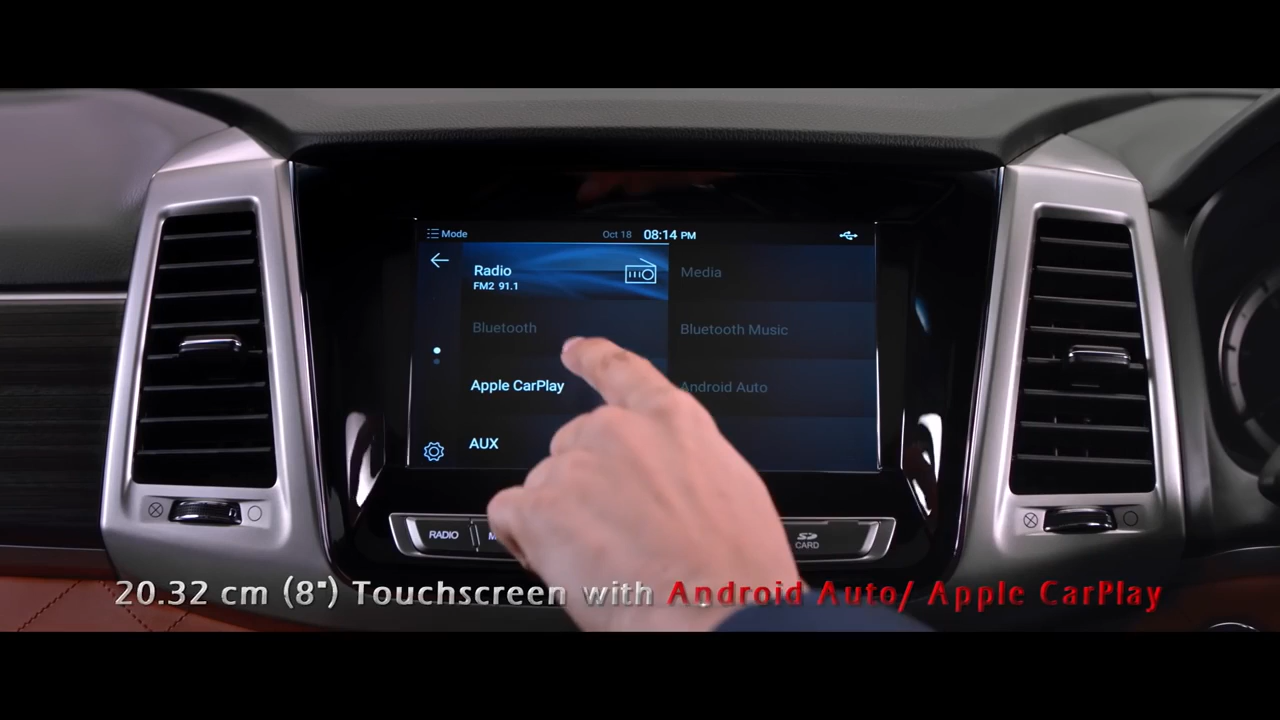 Mode Oct 18 08:14 PM
Radio
FM2 91.1
Media
Bluetooth
Bluetooth Music
Apple CarPlay
Android Auto
AUX
RADIO
SD
CARD
20.32 cm (8") Touchscreen with Android Auto/ Apple CarPlay